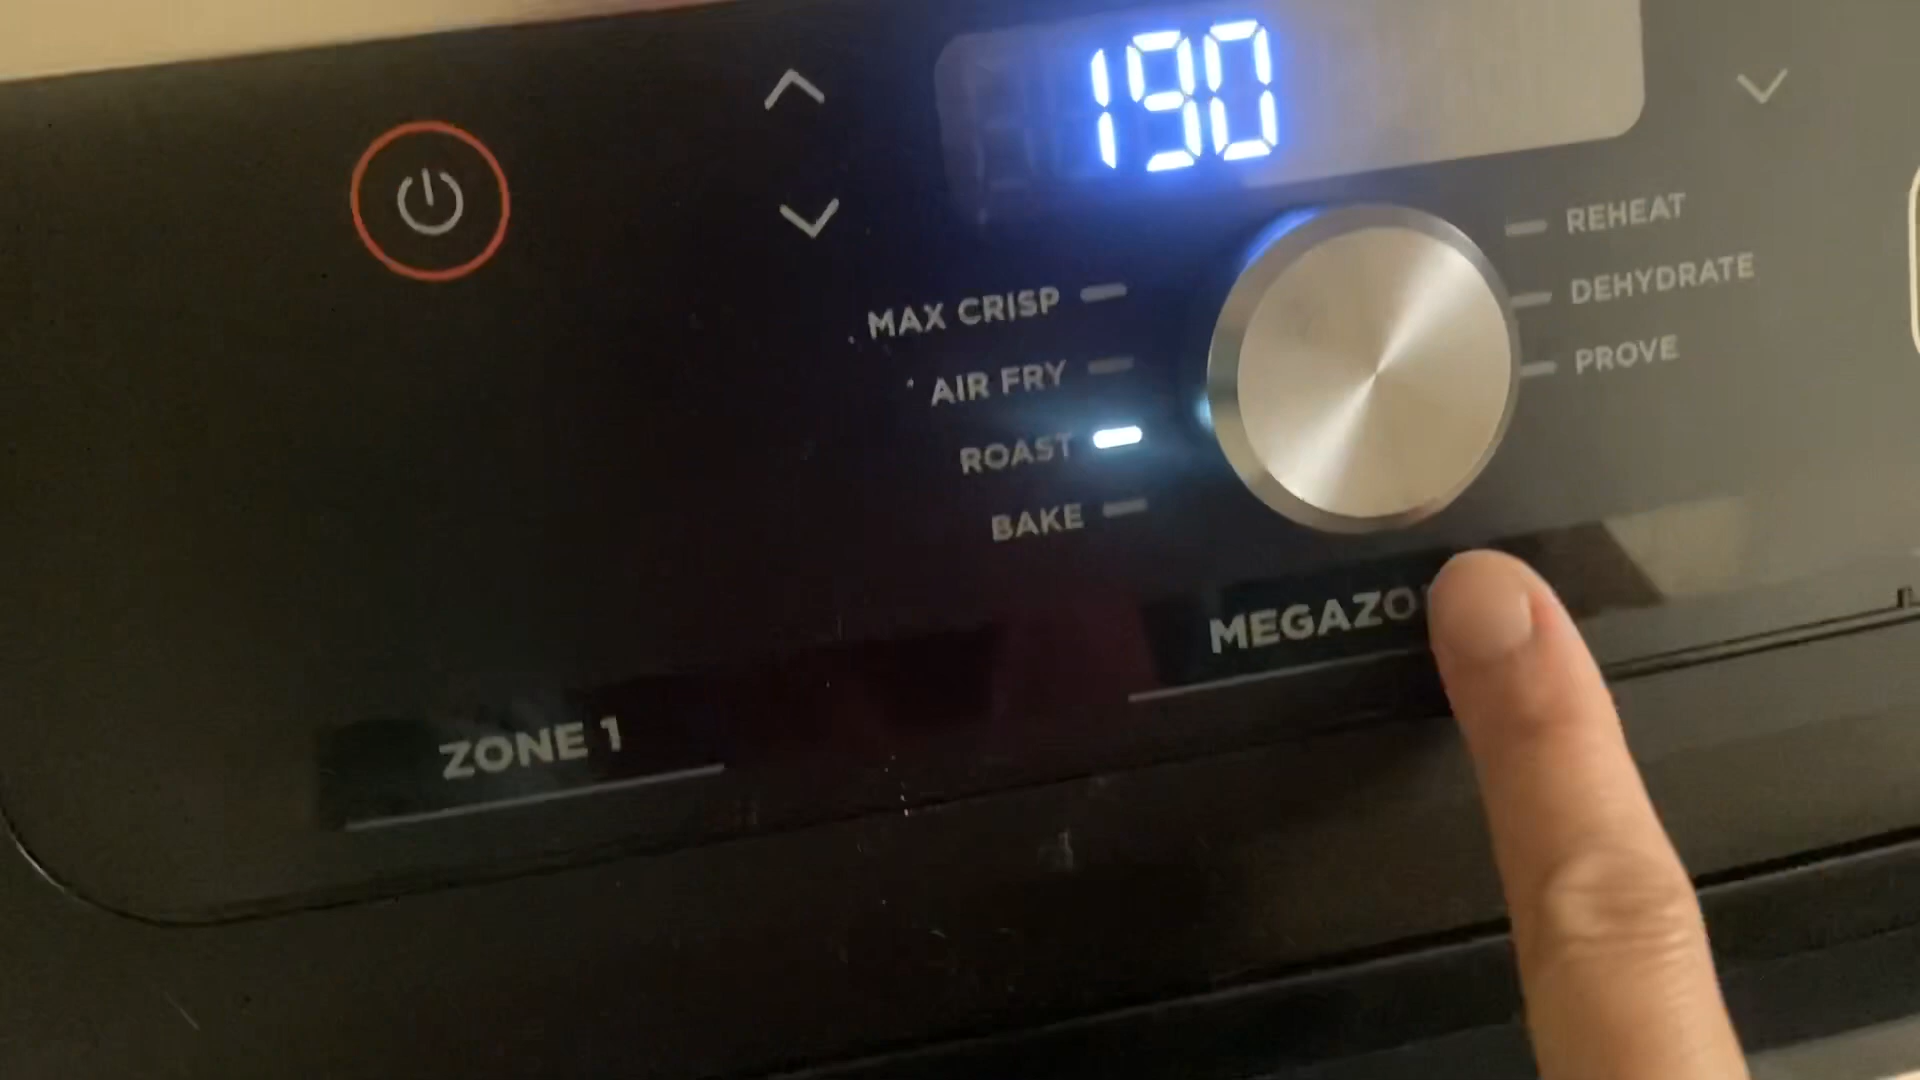 190
REHEAT
DEHYDRATE
PROVE
MAX CRISP
AIR FRY
ROAST
BAKE
ZONE 1